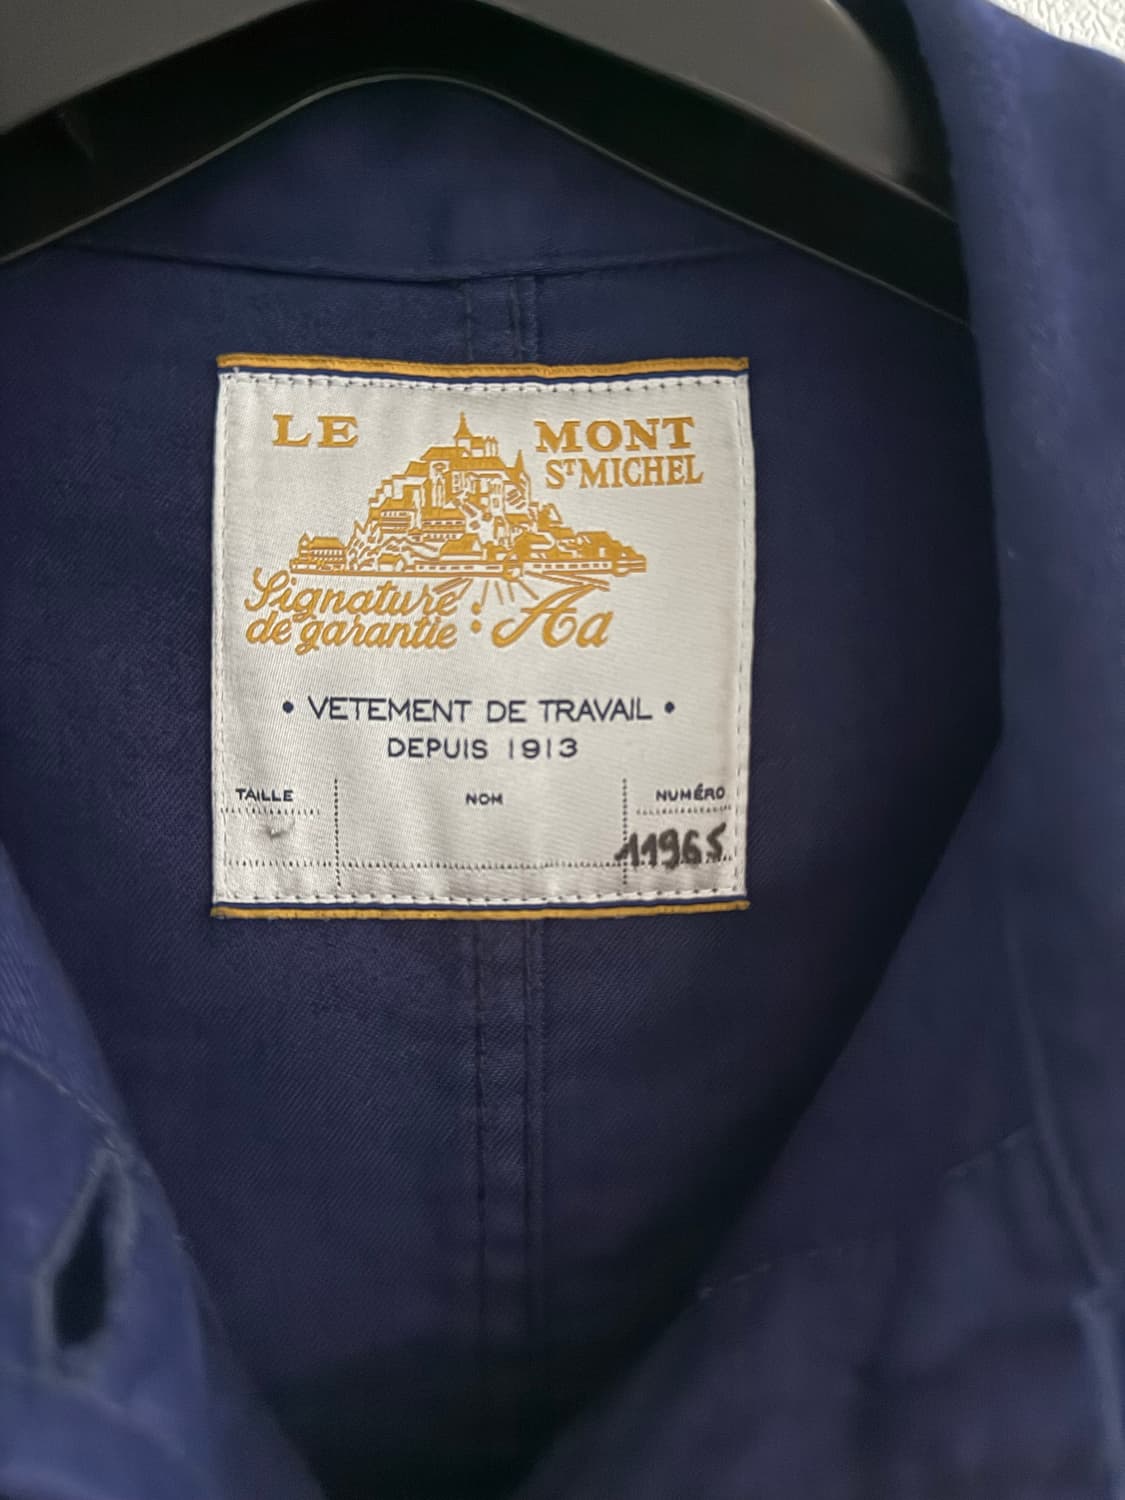 LE MONT
ST MICHEL
Signature
de garantie : Aa
• VETEMENT DE TRAVAIL •
DEPUIS 1913
TAILLE NOM NUMÉRO
11965